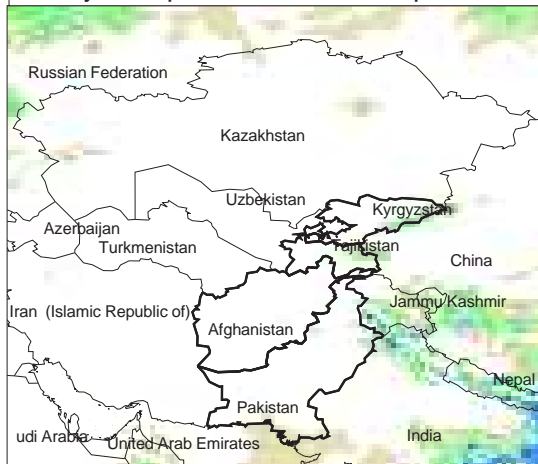 Russian Federation
Kazakhstan
Uzbekistan
Kyrgyzstan
Azerbaijan
Turkmenistan
Tajikistan
China
Iran (Islamic Republic of)
Jammu Kashmir
Afghanistan
Nepal
Pakistan
udi Arabia
United Arab Emirates
India